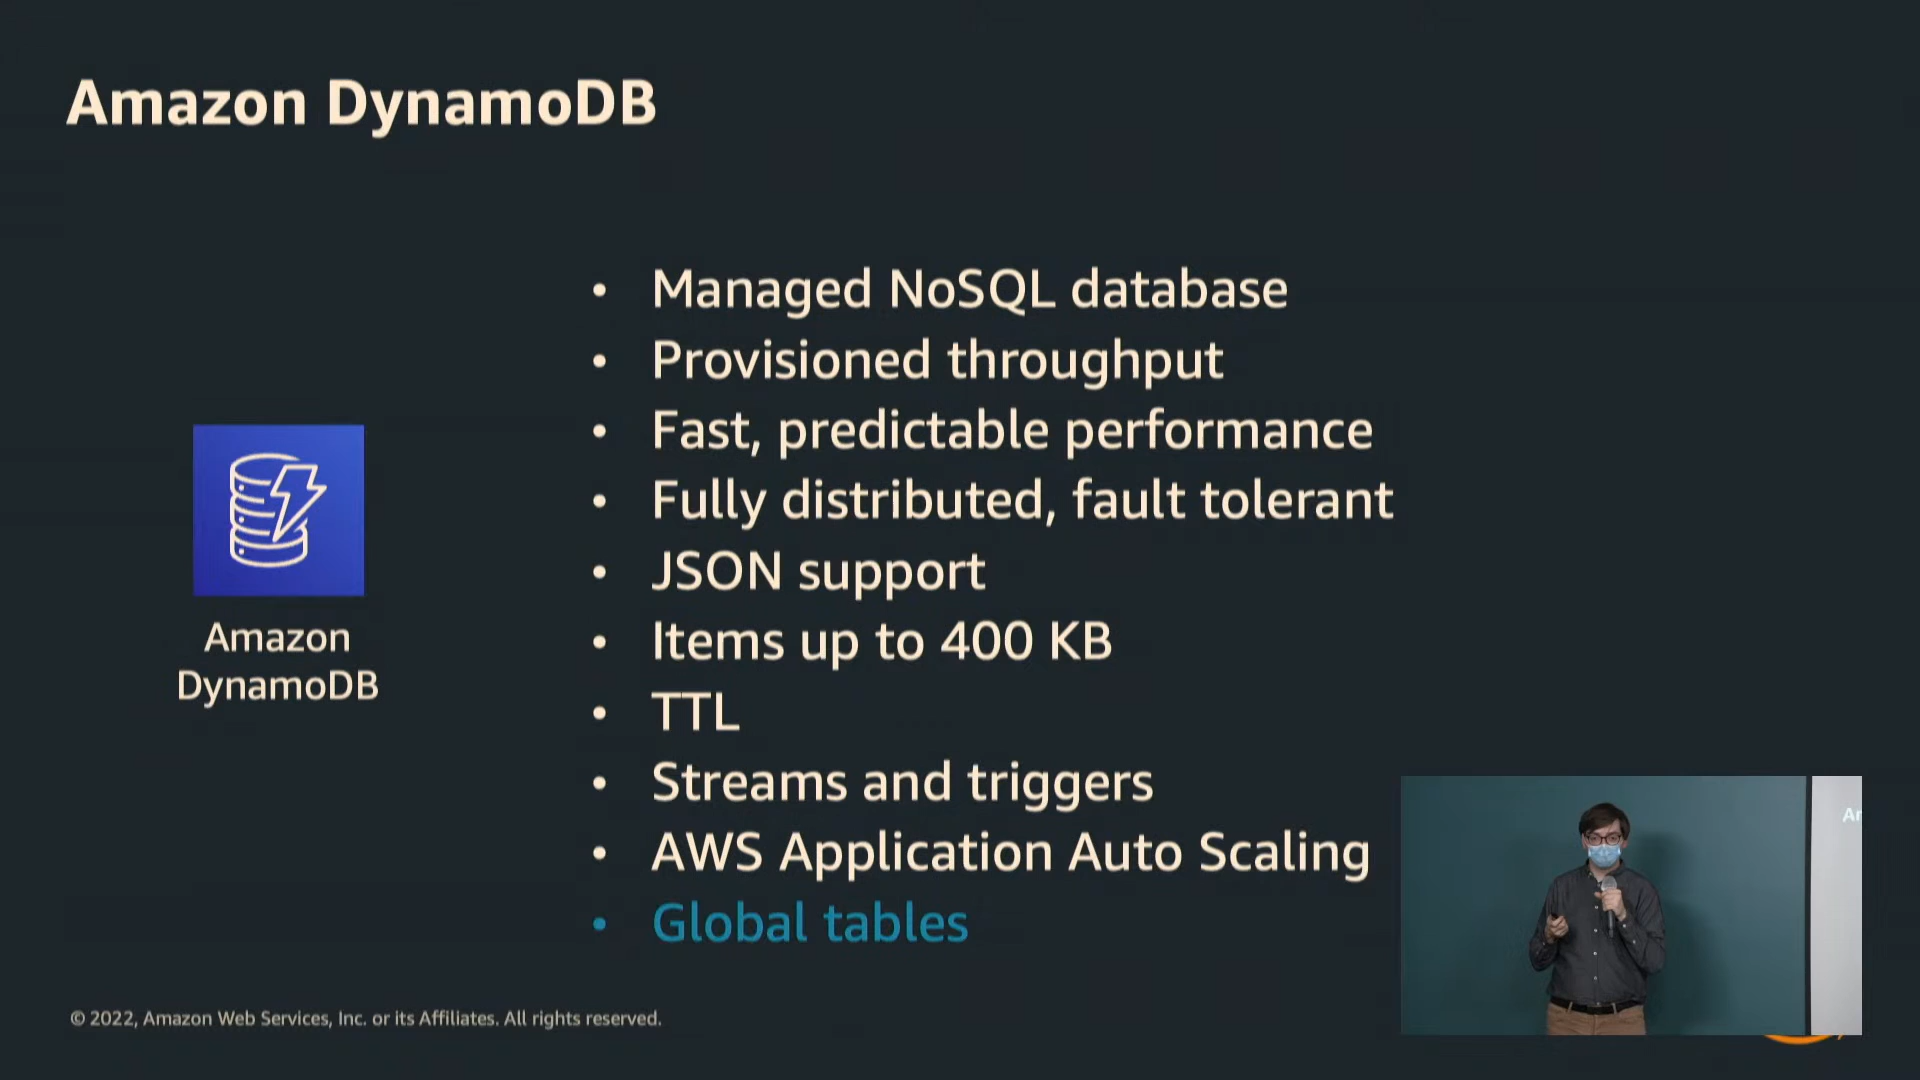 Amazon DynamoDB
• Managed NoSQL database
• Provisioned throughput
• Fast, predictable performance
• Fully distributed, fault tolerant
• JSON support
• Items up to 400 KB
• TTL
• Streams and triggers
• AWS Application Auto Scaling
• Global tables
Amazon
DynamoDB
© 2022, Amazon Web Services, Inc. or its Affiliates. All rights reserved.